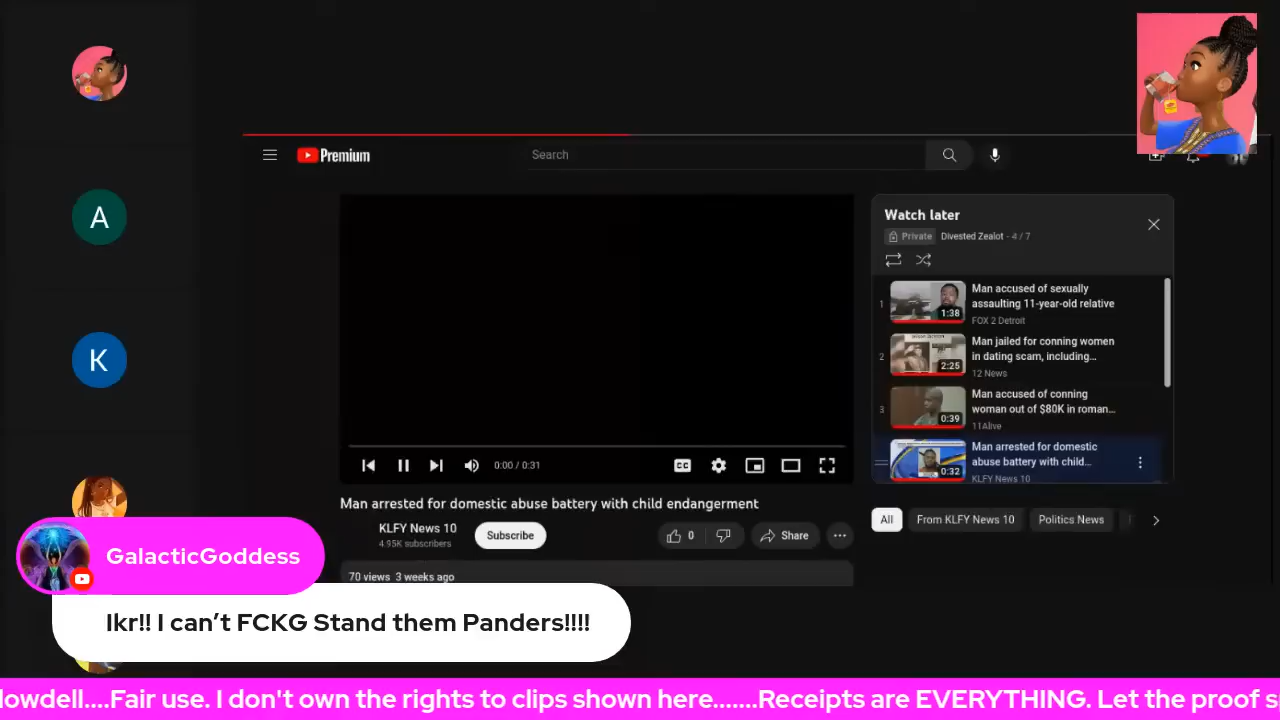 Premium
Search
A
K
Watch later
Private Divested Zealot - 4 / 7
1
Man accused of sexually
assaulting 11-year-old relative
FOX 2 Detroit
1:38
2
Man jailed for conning women
in dating scam, including...
12 News
2:25
3
Man accused of conning
woman out of $80K in roman...
11Alive
0:39
Man arrested for domestic
abuse battery with child...
KLFY News 10
0:32
CC
0:00 / 0:31
Man arrested for domestic abuse battery with child endangerment
KLFY News 10
4.95K subscribers
Subscribe
0
Share
All
From KLFY News 10
Politics News
70 views 3 weeks ago
GalacticGoddess
Ikr!! I can’t FCKG Stand them Panders!!!!
lowdell....Fair use. I don't own the rights to clips shown here.......Receipts are EVERYTHING. Let the proof s